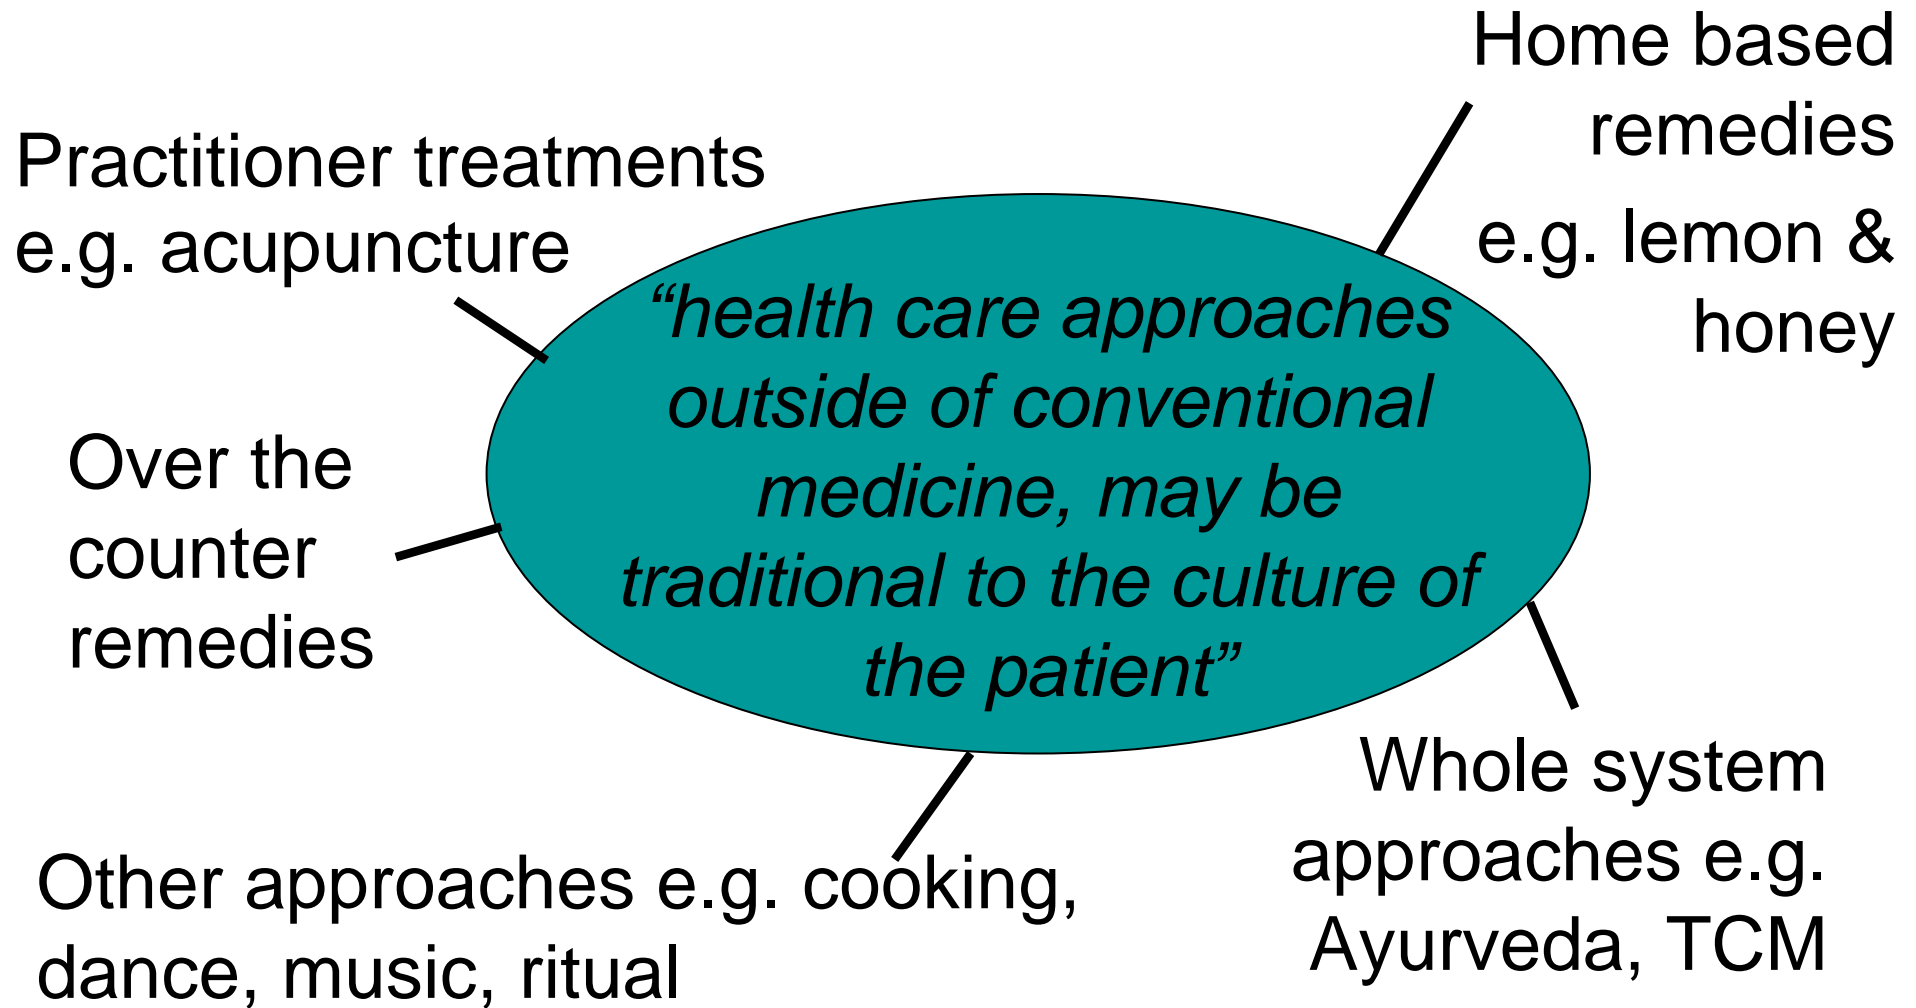 Home based
remedies
e.g. lemon &
honey
Practitioner treatments
e.g. acupuncture
“health care approaches
outside of conventional
medicine, may be
traditional to the culture of
the patient”
Over the
counter
remedies
Whole system
approaches e.g.
Ayurveda, TCM
Other approaches e.g. cooking,
dance, music, ritual